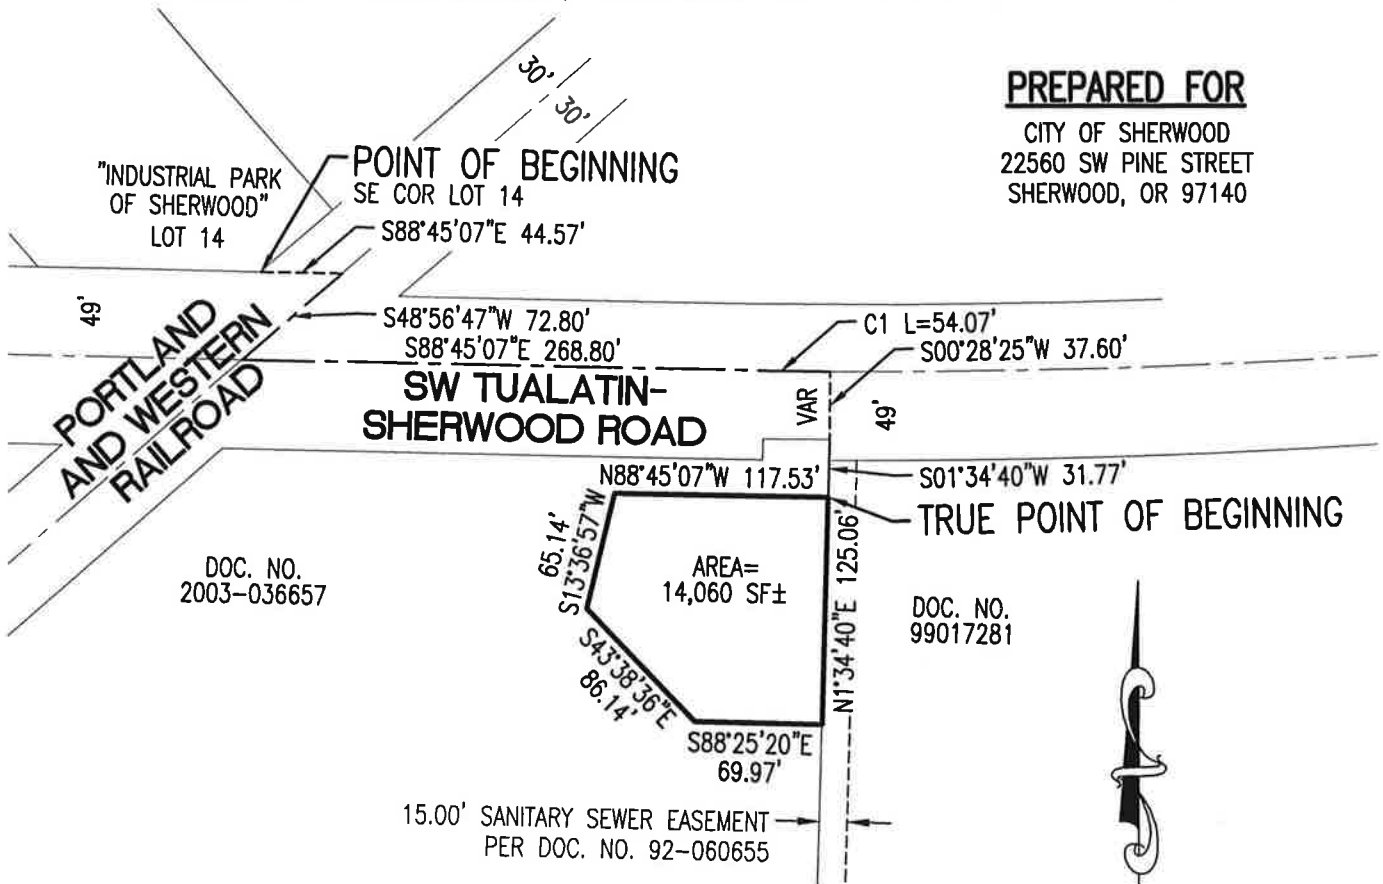 30'
30'
PREPARED FOR
CITY OF SHERWOOD
22560 SW PINE STREET
SHERWOOD, OR 97140
"INDUSTRIAL PARK
OF SHERWOOD"
LOT 14
POINT OF BEGINNING
SE COR LOT 14
S88°45'07"E 44.57'
49'
PORTLAND
AND WESTERN
RAILROAD
S48°56'47"W 72.80'
S88°45'07"E 268.80'
C1 L=54.07'
S00°28'25"W 37.60'
SW TUALATIN-
SHERWOOD ROAD
VAR
49'
N88°45'07"W 117.53'
S01°34'40"W 31.77'
TRUE POINT OF BEGINNING
65.14'
S13°36'57"W
AREA=
14,060 SF±
N1°34'40"E 125.06'
DOC. NO.
2003-036657
DOC. NO.
99017281
S43°38'36"E
86.14'
S88°25'20"E
69.97'
15.00' SANITARY SEWER EASEMENT
PER DOC. NO. 92-060655